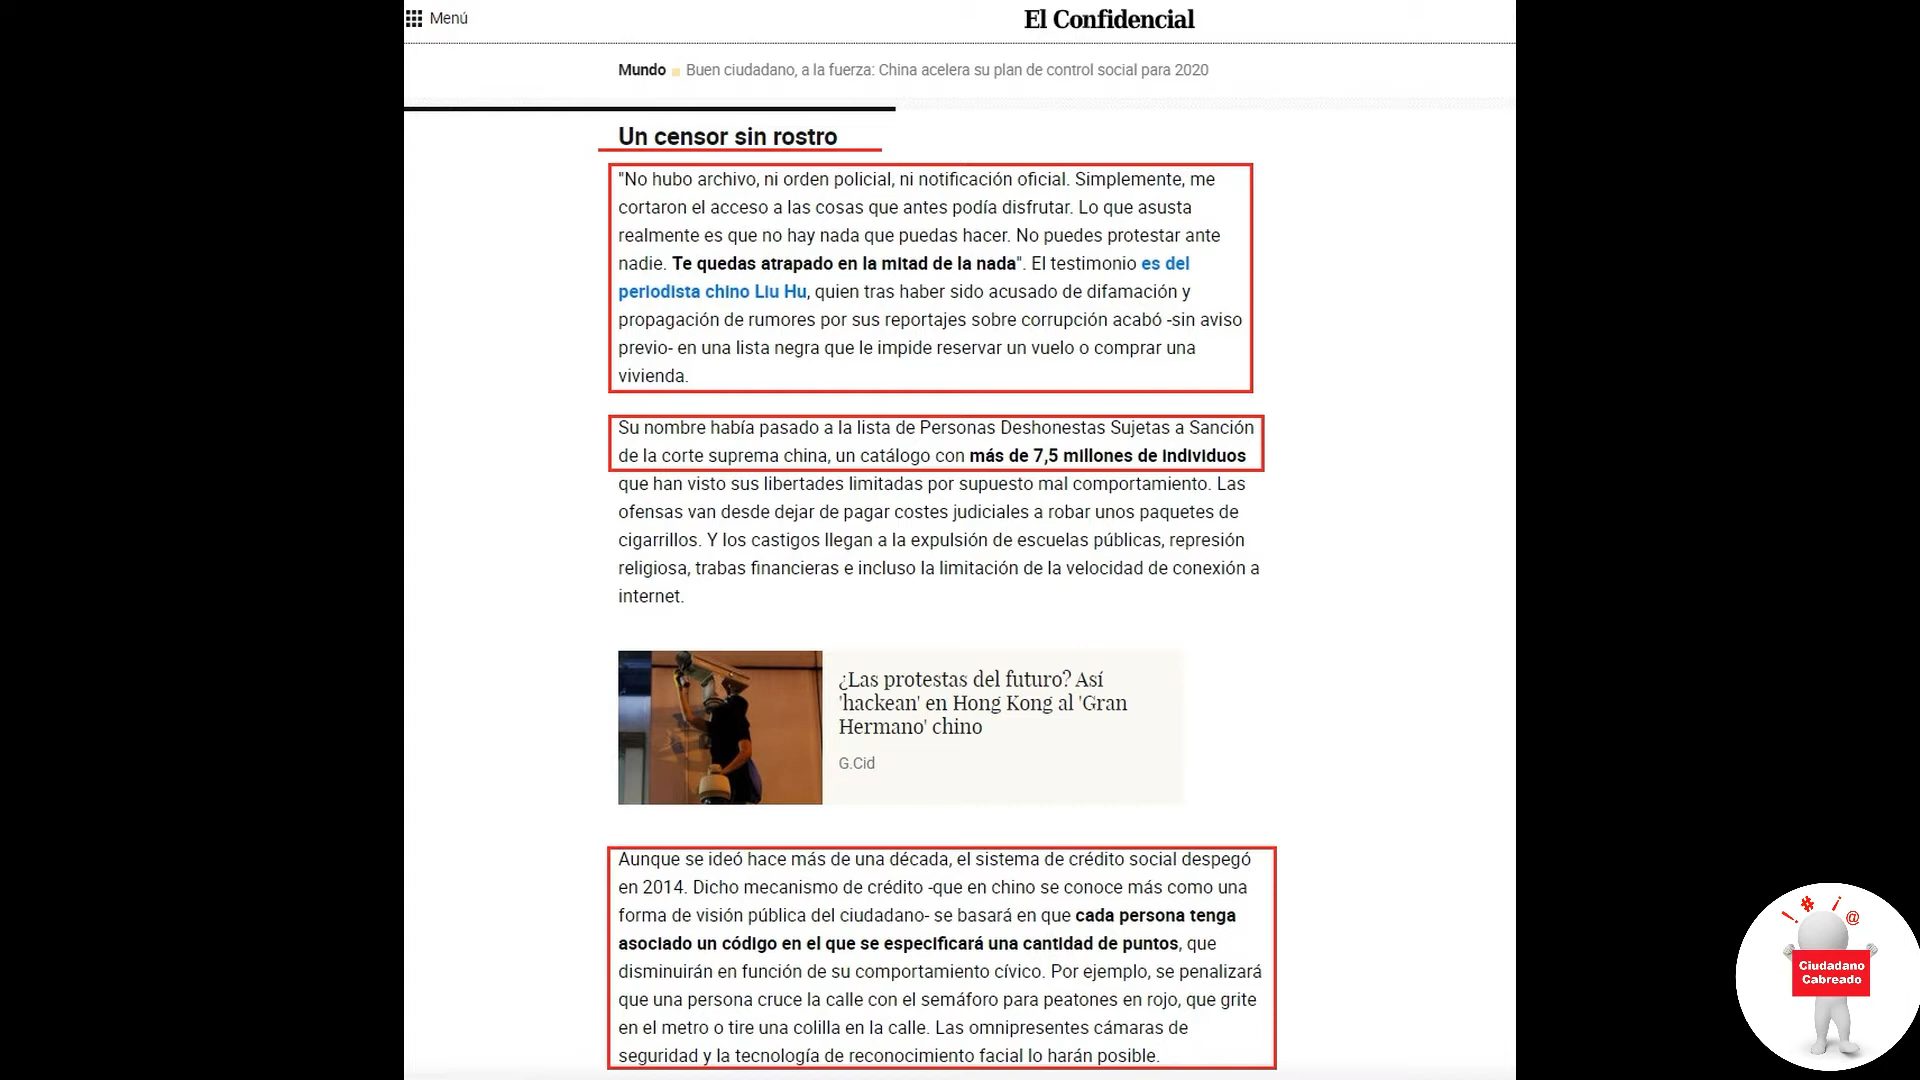 Menú
El Confidencial
Mundo Buen ciudadano, a la fuerza: China acelera su plan de control social para 2020
Un censor sin rostro
"No hubo archivo, ni orden policial, ni notificación oficial. Simplemente, me
cortaron el acceso a las cosas que antes podía disfrutar. Lo que asusta
realmente es que no hay nada que puedas hacer. No puedes protestar ante
nadie. Te quedas atrapado en la mitad de la nada". El testimonio es del
periodista chino Liu Hu, quien tras haber sido acusado de difamación y
propagación de rumores por sus reportajes sobre corrupción acabó -sin aviso
previo- en una lista negra que le impide reservar un vuelo o comprar una
vivienda.
Su nombre había pasado a la lista de Personas Deshonestas Sujetas a Sanción
de la corte suprema china, un catálogo con más de 7,5 millones de individuos
que han visto sus libertades limitadas por supuesto mal comportamiento. Las
ofensas van desde dejar de pagar costes judiciales a robar unos paquetes de
cigarrillos. Y los castigos llegan a la expulsión de escuelas públicas, represión
religiosa, trabas financieras e incluso la limitación de la velocidad de conexión a
internet.
¿Las protestas del futuro? Así
'hackean' en Hong Kong al 'Gran
Hermano' chino
G.Cid
Aunque se ideó hace más de una década, el sistema de crédito social despegó
en 2014. Dicho mecanismo de crédito -que en chino se conoce más como una
forma de visión pública del ciudadano- se basará en que cada persona tenga
asociado un código en el que se especificará una cantidad de puntos, que
disminuirán en función de su comportamiento cívico. Por ejemplo, se penalizará
que una persona cruce la calle con el semáforo para peatones en rojo, que grite
en el metro o tire una colilla en la calle. Las omnipresentes cámaras de
seguridad y la tecnología de reconocimiento facial lo harán posible.
! # ¡ @
Ciudadano
Cabreado